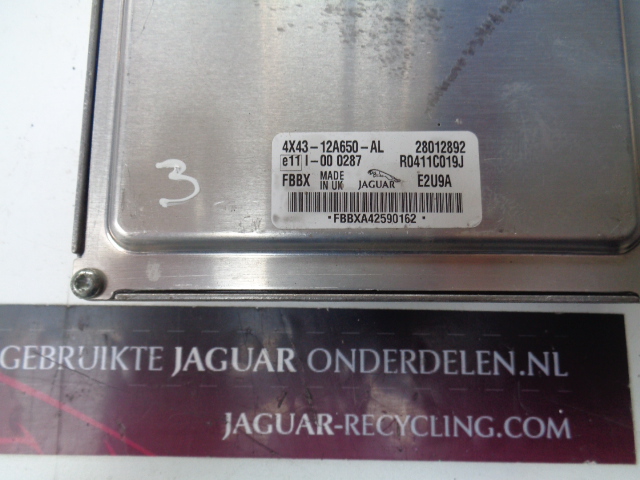 4X43-12A650-AL 28012892
e11 I-00 0287 R0411C019J
FBBX MADE IN UK JAGUAR E2U9A
*FBBXA42590162*
3
GEBRUIKTE JAGUAR ONDERDELEN.NL
JAGUAR-RECYCLING.COM